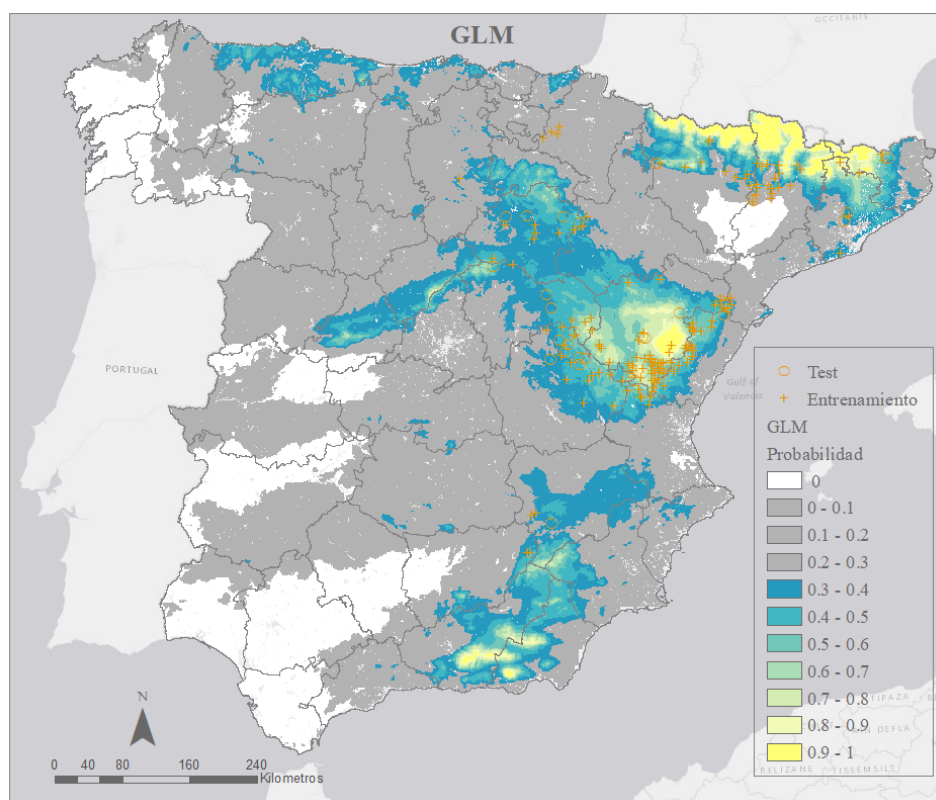 GLM
OCCITANIE
PORTUGAL
Gulf of
Valencia
Test
Entrenamiento
GLM
Probabilidad
0
0 - 0.1
0.1 - 0.2
0.2 - 0.3
0.3 - 0.4
0.4 - 0.5
0.5 - 0.6
0.6 - 0.7
0.7 - 0.8
0.8 - 0.9
0.9 - 1
TIPAZA
N DEFLA
RELIZANE
TISSEMSILT
N
0 40 80 160 240
Kilometros